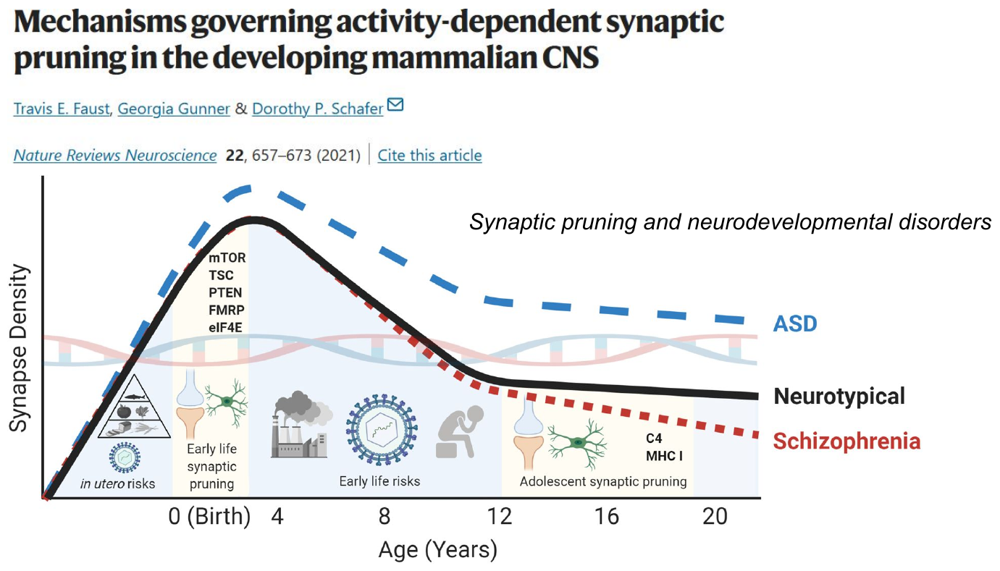 Mechanisms governing activity-dependent synaptic
pruning in the developing mammalian CNS
Travis E. Faust, Georgia Gunner & Dorothy P. Schafer
Nature Reviews Neuroscience 22, 657–673 (2021) | Cite this article
Synaptic pruning and neurodevelopmental disorders
Synapse Density
mTOR
TSC
PTEN
FMRP
eIF4E
ASD
Neurotypical
Schizophrenia
C4
MHC I
in utero risks
Early life
synaptic
pruning
Early life risks
Adolescent synaptic pruning
0 (Birth) 4 8 12 16 20
Age (Years)